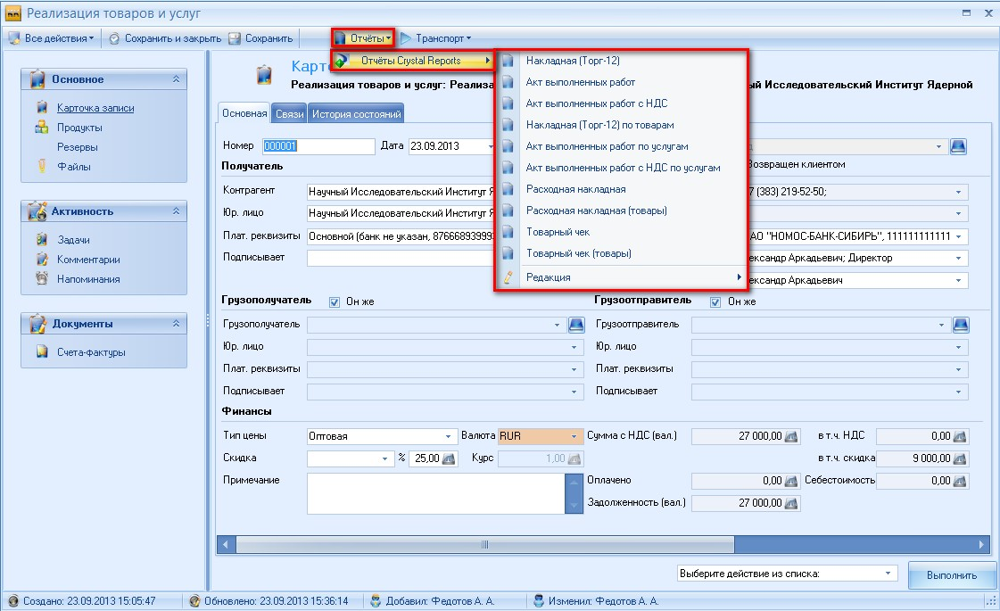 Реализация товаров и услуг
Все действия Сохранить и закрыть Сохранить Отчёты Транспорт
Отчёты Crystal Reports
Накладная (Торг-12)
Акт выполненных работ
Акт выполненных работ с НДС
Накладная (Торг-12) по товарам
Акт выполненных работ по услугам
Акт выполненных работ с НДС по услугам
Расходная накладная
Расходная накладная (товары)
Товарный чек
Товарный чек (товары)
Редакция
Основное
Карточка записи
Продукты
Резервы
Файлы
Активность
Задачи
Комментарии
Напоминания
Документы
Счета-фактуры
Карт
Реализация товаров и услуг: Реализа ый Исследовательский Институт Ядерной
Основная Связи История состояний
Номер 000001 Дата 23.09.2013
Получатель Возвращен клиентом
Контрагент Научный Исследовательский Институт Я 7 (383) 219-52-50;
Юр. лицо Научный Исследовательский Институт Я
Плат. реквизиты Основной (банк не указан, 8766689399 АО "НОМОС-БАНК-СИБИРЬ", 111111111111
Подписывает ександр Аркадьевич; Директор
ександр Аркадьевич
Грузополучатель Он же Грузоотправитель Он же
Грузополучатель Грузоотправитель
Юр. лицо Юр. лицо
Плат. реквизиты Плат. реквизиты
Подписывает Подписывает
Финансы
Тип цены Оптовая Валюта RUR Сумма с НДС (вал.) 27 000,00 в т.ч. НДС 0,00
Скидка % 25,00 Курс 1,00 в т.ч. скидка 9 000,00
Примечание Оплачено 0,00 Себестоимость 0,00
Задолженность (вал.) 27 000,00
Выберите действие из списка: Выполнить
Создано: 23.09.2013 15:05:47 Обновлено: 23.09.2013 15:36:14 Добавил: Федотов А. А. Изменил: Федотов А. А.